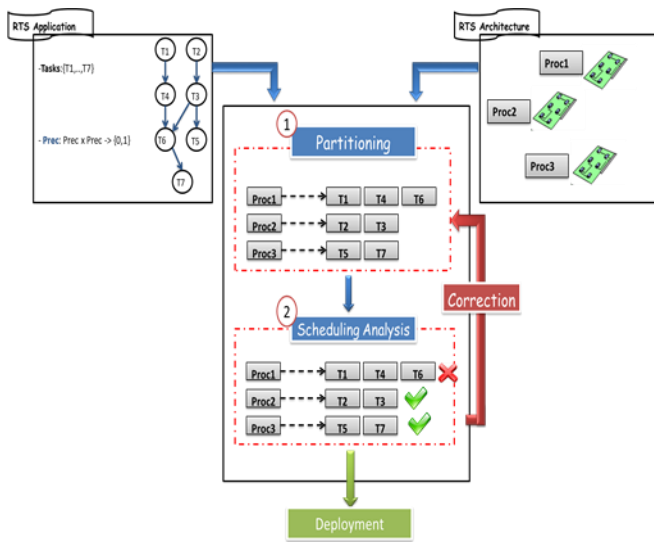 RTS Application
RTS Architecture
T1 T2
-Tasks:{T1,..,T7}
T4 T3
- Prec: Prec x Prec -> {0,1}
T6 T5
T7
Proc1
Proc2
Proc3
1
Partitioning
Proc1 T1 T4 T6
Proc2 T2 T3
Proc3 T5 T7
Correction
2
Scheduling Analysis
Proc1 T1 T4 T6
Proc2 T2 T3
Proc3 T5 T7
Deployment